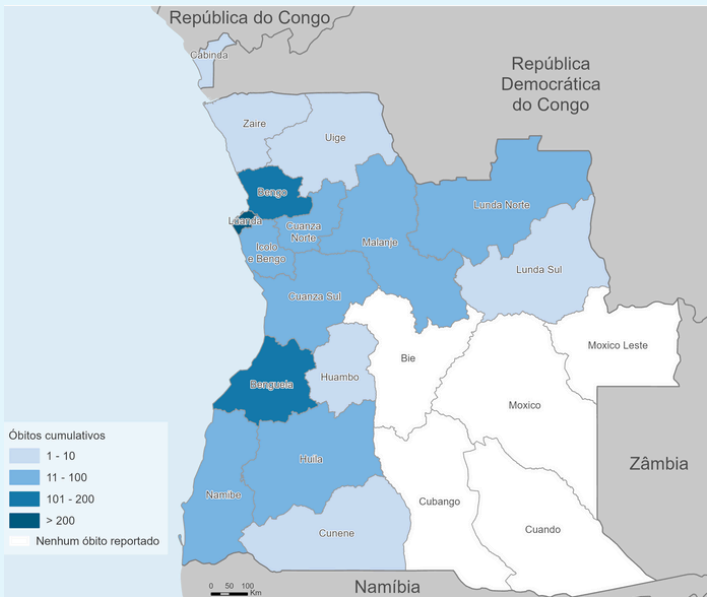 República do Congo
Cabinda
República
Democrática
do Congo
Zaire
Uige
Bengo
Luanda
Cuanza
Norte
Icolo
e Bengo
Malanje
Lunda Norte
Lunda Sul
Cuanza Sul
Benguela
Huambo
Bie
Moxico Leste
Moxico
Zâmbia
Huila
Namibe
Cubango
Cuando
Cunene
Namíbia
Óbitos cumulativos
1 - 10
11 - 100
101 - 200
> 200
Nenhum óbito reportado
0 50 100
Km